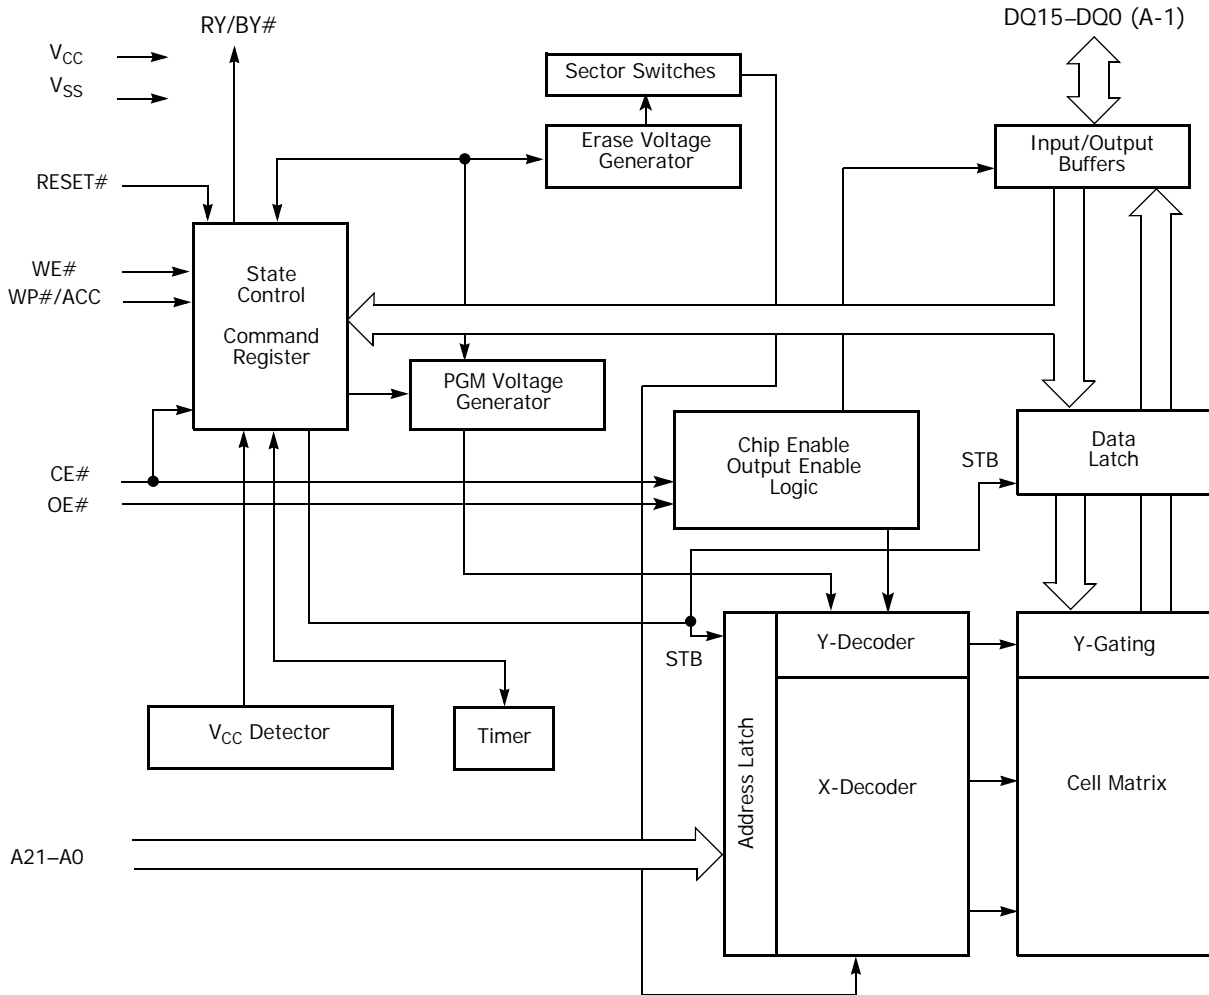 RY/BY#
DQ15–DQ0 (A-1)
VCC
VSS
Sector Switches
Erase Voltage
Generator
Input/Output
Buffers
RESET#
WE#
WP#/ACC
State
Control
Command
Register
PGM Voltage
Generator
Chip Enable
Output Enable
Logic
STB
Data
Latch
CE#
OE#
STB
Y-Decoder
Y-Gating
VCC Detector
Timer
Address Latch
X-Decoder
Cell Matrix
A21–A0